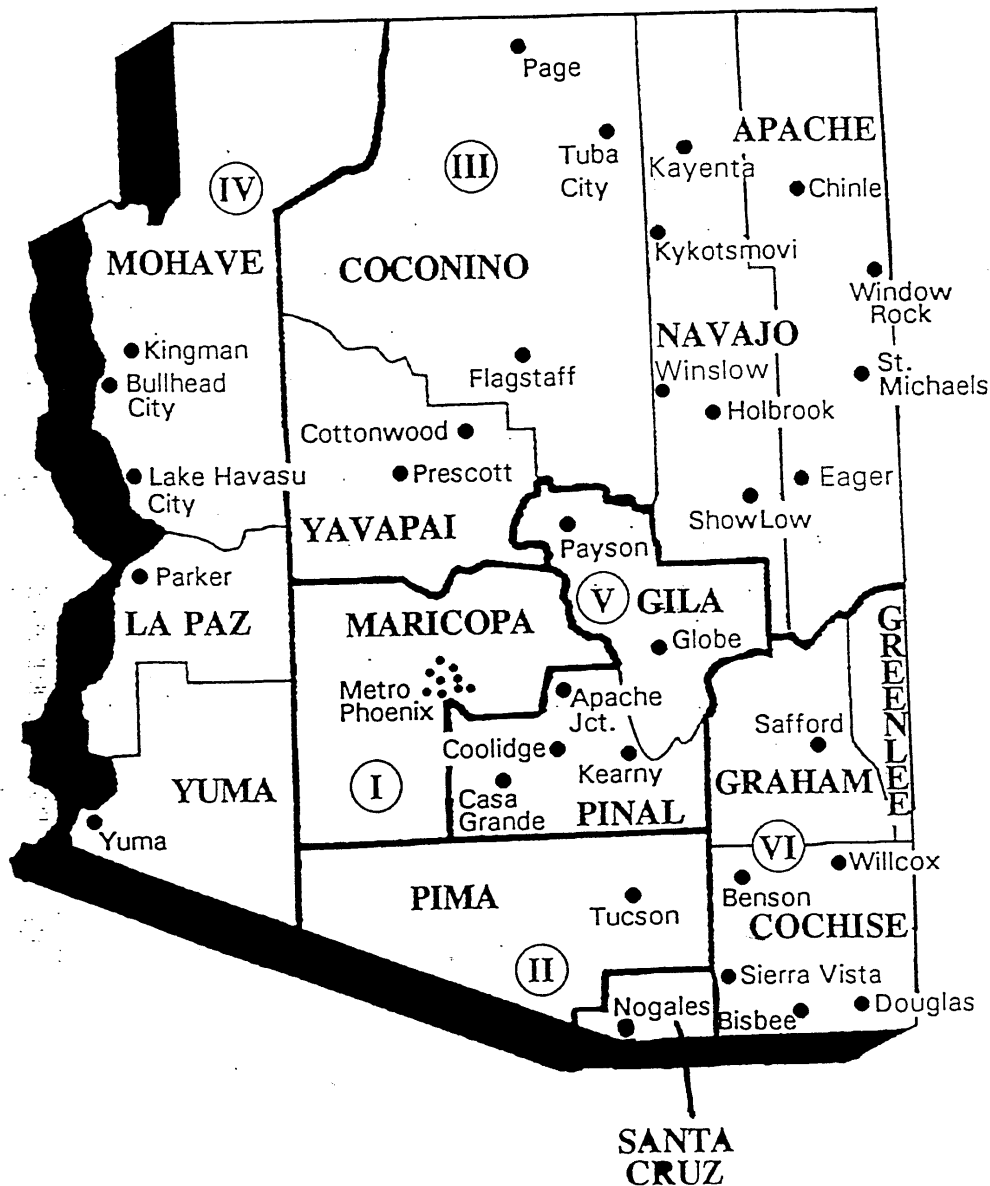 Page
APACHE
Tuba
City
Kayenta
Chinle
III
IV
Kykotsmovi
MOHAVE
COCONINO
Window
Rock
NAVAJO
Kingman
Bullhead
City
Flagstaff
Winslow
St.
Michaels
Holbrook
Cottonwood
Prescott
Lake Havasu
City
Eager
ShowLow
YAVAPAI
Payson
Parker
V
GILA
LA PAZ
MARICOPA
Globe
GREENLEE
Metro
Phoenix
Apache
Jct.
Safford
Coolidge
Kearny
I
YUMA
Casa
Grande
PINAL
GRAHAM
Yuma
VI
Willcox
Benson
PIMA
Tucson
COCHISE
II
Sierra Vista
Nogales
Bisbee
Douglas
SANTA
CRUZ